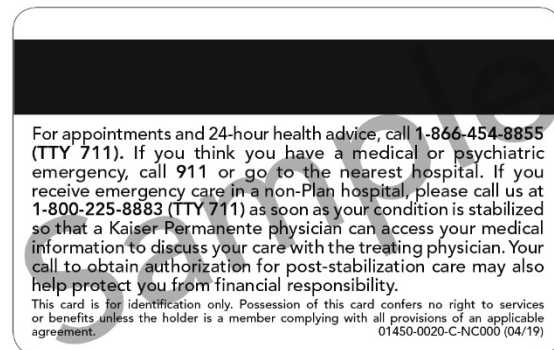 For appointments and 24-hour health advice, call 1-866-454-8855
(TTY 711). If you think you have a medical or psychiatric
emergency, call 911 or go to the nearest hospital. If you
receive emergency care in a non-Plan hospital, please call us at
1-800-225-8883 (TTY 711) as soon as your condition is stabilized
so that a Kaiser Permanente physician can access your medical
information to discuss your care with the treating physician. Your
call to obtain authorization for post-stabilization care may also
help protect you from financial responsibility.
This card is for identification only. Possession of this card confers no right to services
or benefits unless the holder is a member complying with all provisions of an applicable
agreement. 01450-0020-C-NC000 (04/19)
Sample